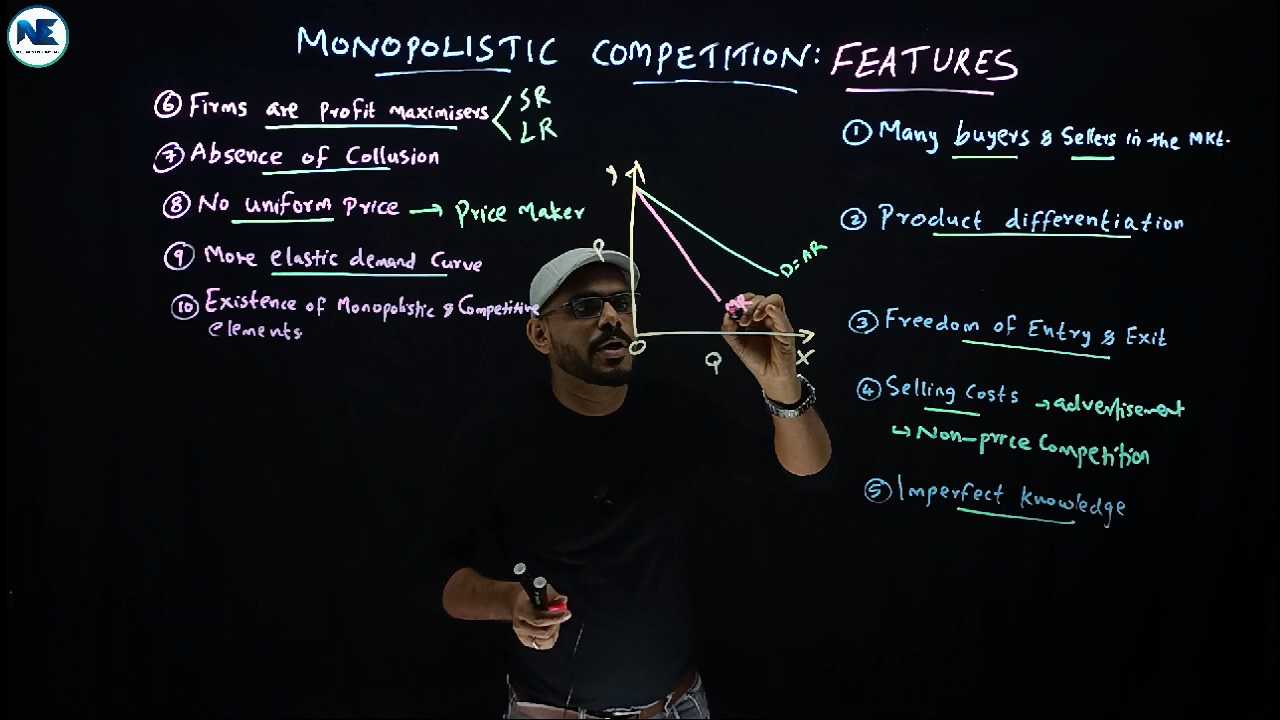 NE
MONOPOLISTIC COMPETITION: FEATURES
⑥ Firms are Profit maximisers
SR
LR
⑦ Absence of Collusion
⑧ No uniform Price → Price Maker
⑨ More elastic demand Curve
⑩ Existence of Monopolistic & Competitive
elements
Y
P
D=AR
MR
O
Q
X
① Many buyers & Sellers in the MKt.
② Product differentiation
③ Freedom of Entry & Exit
④ Selling Costs → advertisement
↳ Non-price Competition
⑤ Imperfect knowledge